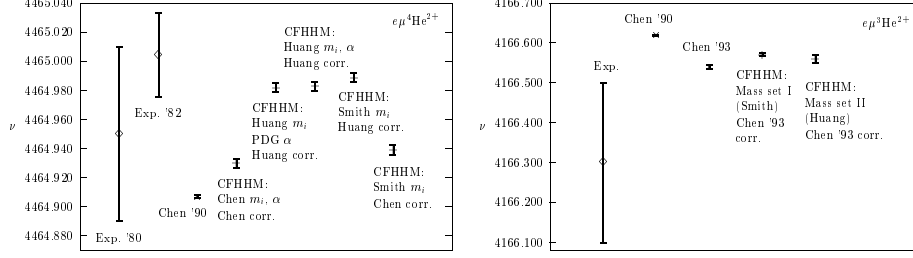 4465.040
4465.020
4465.000
4464.980
4464.960
4464.940
4464.920
4464.900
4464.880
ν
eμ⁴He²⁺
Exp. '80
Exp. '82
Chen '90
CFHHM:
Chen mᵢ, α
Chen corr.
CFHHM:
Huang mᵢ
PDG α
Huang corr.
CFHHM:
Huang mᵢ, α
Huang corr.
CFHHM:
Smith mᵢ
Huang corr.
CFHHM:
Smith mᵢ
Chen corr.
4166.700
4166.600
4166.500
4166.400
4166.300
4166.200
4166.100
ν
eμ³He²⁺
Exp.
Chen '90
Chen '93
CFHHM:
Mass set I
(Smith)
Chen '93
corr.
CFHHM:
Mass set II
(Huang)
Chen '93 corr.